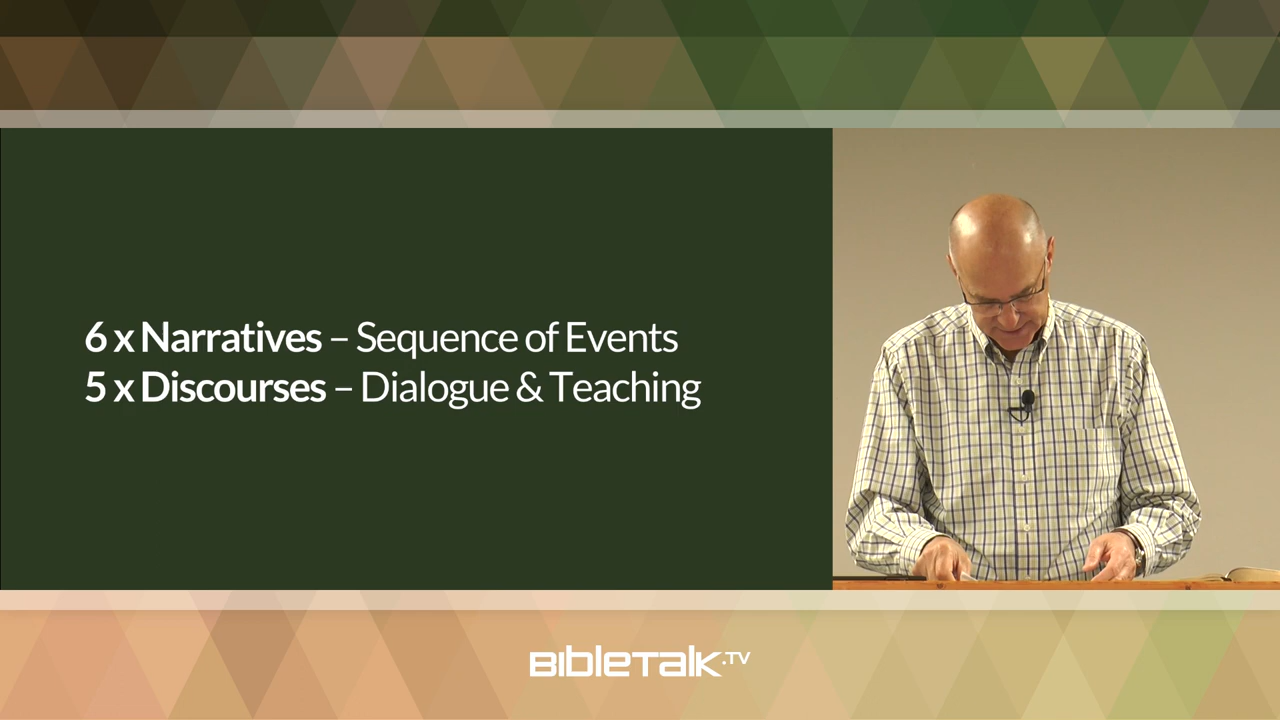 6 x Narratives – Sequence of Events
5 x Discourses – Dialogue & Teaching
BIBLETALK.TV